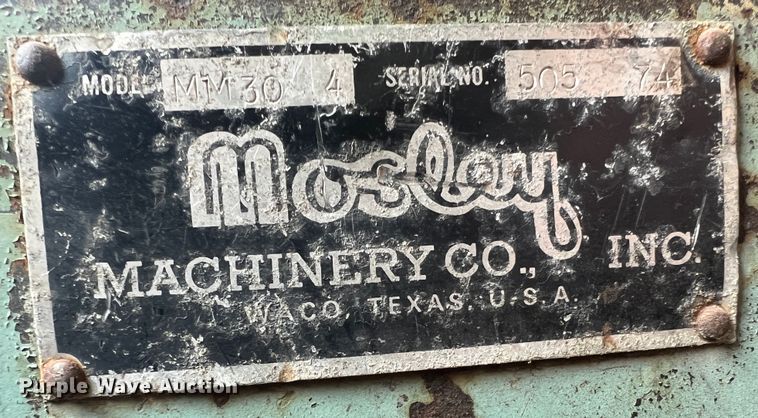 MODEL MM30 4 SERIAL NO. 505 74
Mosley
MACHINERY CO., INC.
WACO, TEXAS, U.S.A.
Purple Wave Auction